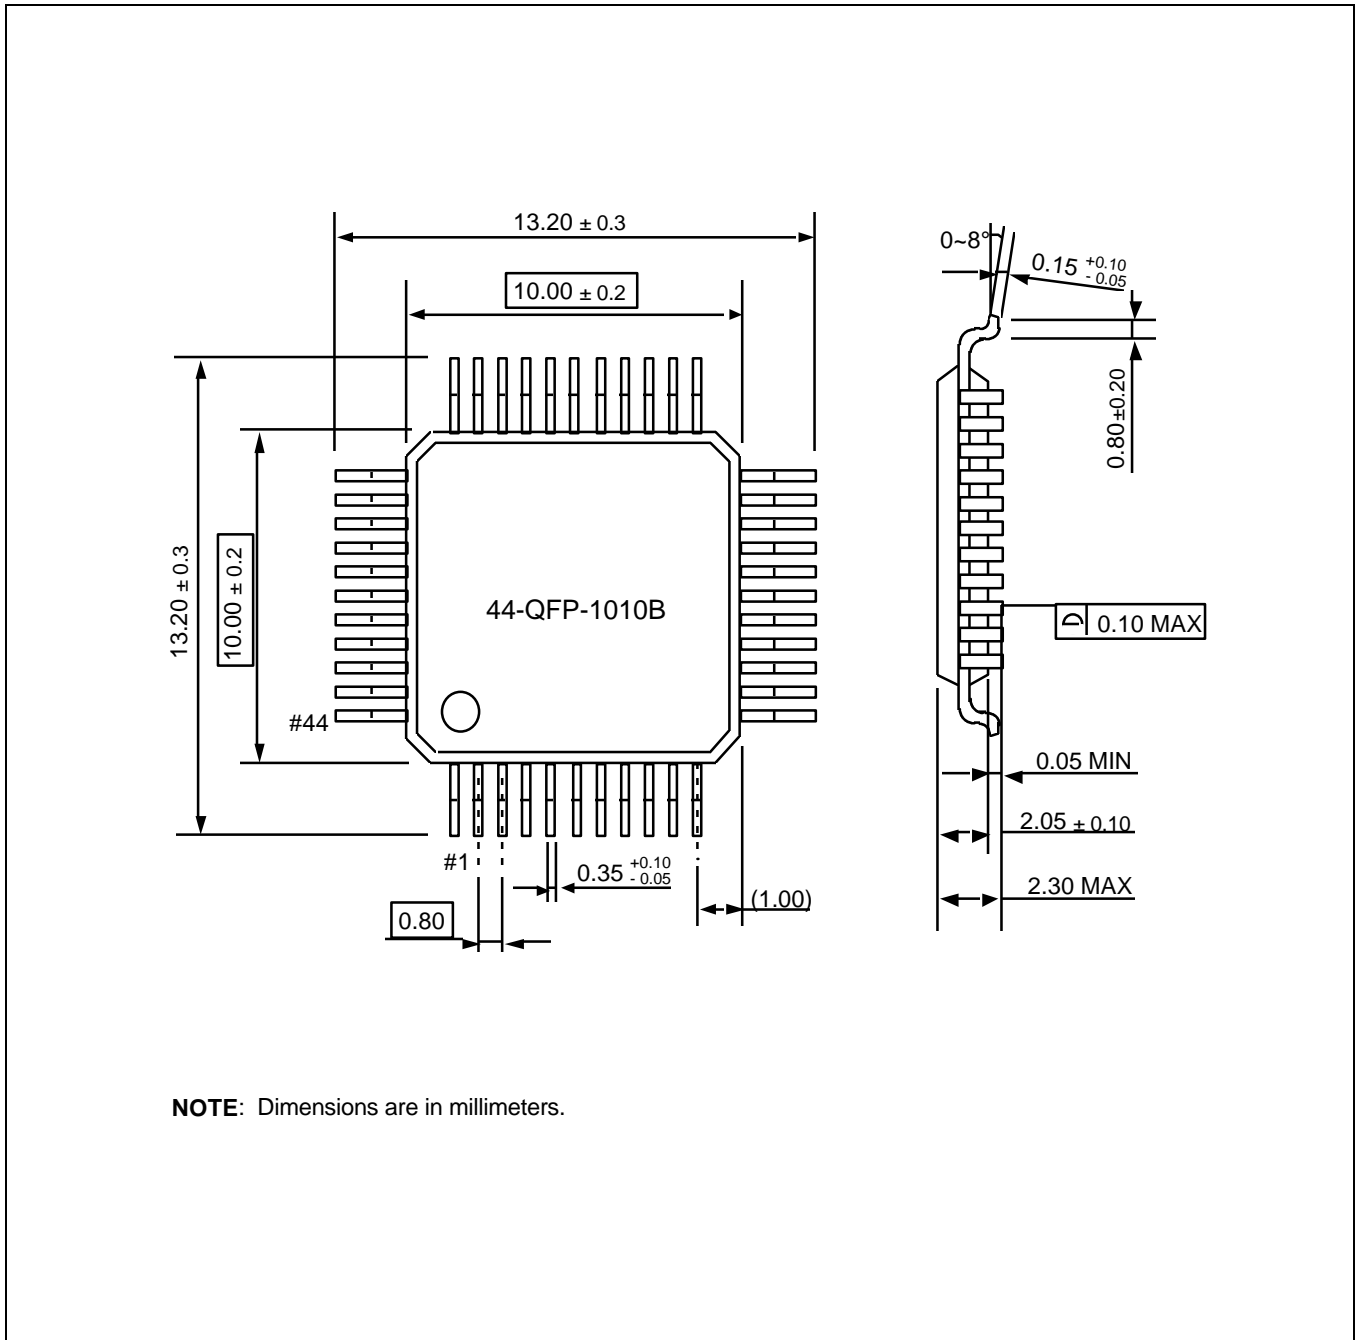 13.20 ± 0.3
10.00 ± 0.2
0~8°
0.15 +0.10 - 0.05
0.80±0.20
13.20 ± 0.3
10.00 ± 0.2
44-QFP-1010B
0.10 MAX
#44
0.05 MIN
2.05 ± 0.10
#1
0.35 +0.10 - 0.05
2.30 MAX
(1.00)
0.80
NOTE: Dimensions are in millimeters.